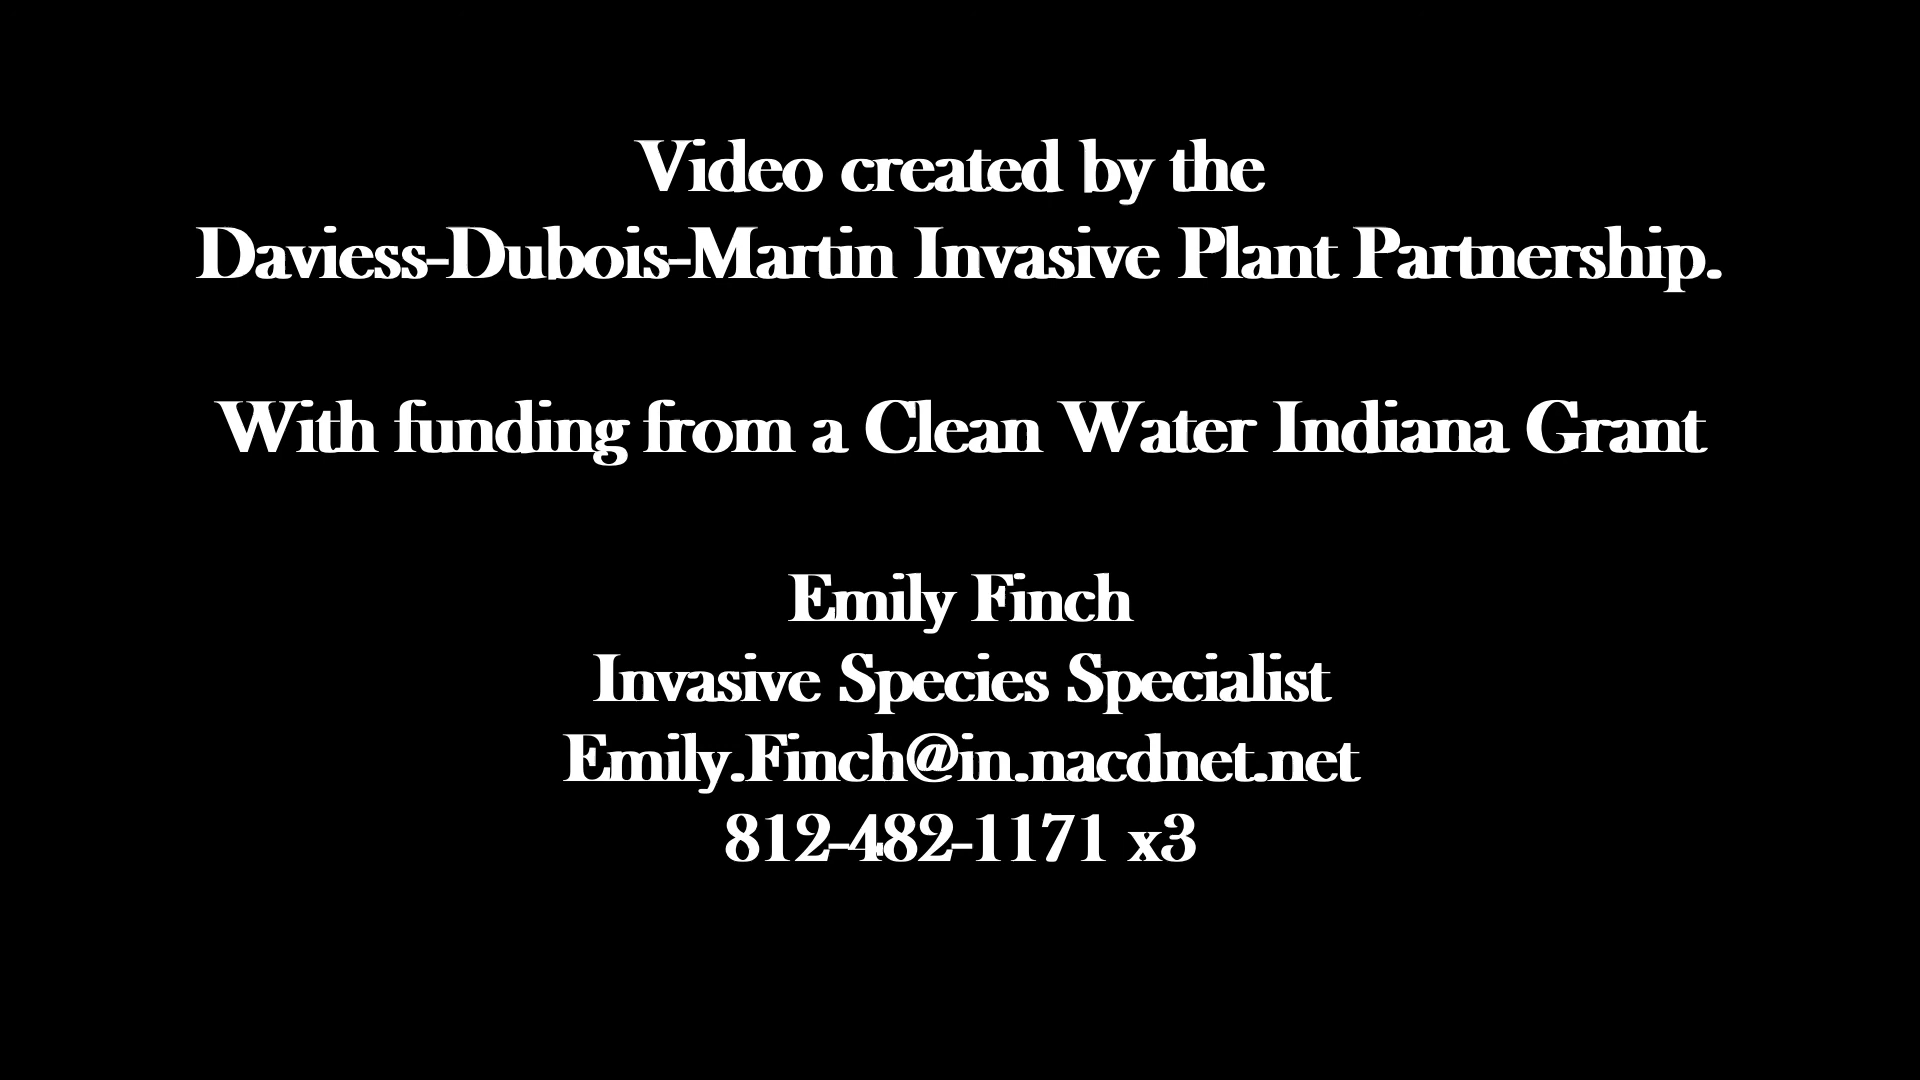 Video created by the
Daviess-Dubois-Martin Invasive Plant Partnership.
With funding from a Clean Water Indiana Grant
Emily Finch
Invasive Species Specialist
Emily.Finch@in.nacdnet.net
812-482-1171 x3